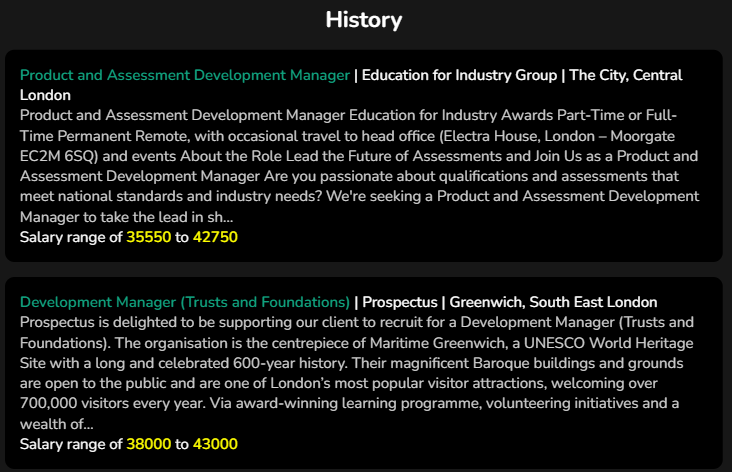 History
Product and Assessment Development Manager | Education for Industry Group | The City, Central
London
Product and Assessment Development Manager Education for Industry Awards Part-Time or Full-
Time Permanent Remote, with occasional travel to head office (Electra House, London – Moorgate
EC2M 6SQ) and events About the Role Lead the Future of Assessments and Join Us as a Product and
Assessment Development Manager Are you passionate about qualifications and assessments that
meet national standards and industry needs? We're seeking a Product and Assessment Development
Manager to take the lead in sh...
Salary range of 35550 to 42750
Development Manager (Trusts and Foundations) | Prospectus | Greenwich, South East London
Prospectus is delighted to be supporting our client to recruit for a Development Manager (Trusts and
Foundations). The organisation is the centrepiece of Maritime Greenwich, a UNESCO World Heritage
Site with a long and celebrated 600-year history. Their magnificent Baroque buildings and grounds
are open to the public and are one of London's most popular visitor attractions, welcoming over
700,000 visitors every year. Via award-winning learning programme, volunteering initiatives and a
wealth of...
Salary range of 38000 to 43000